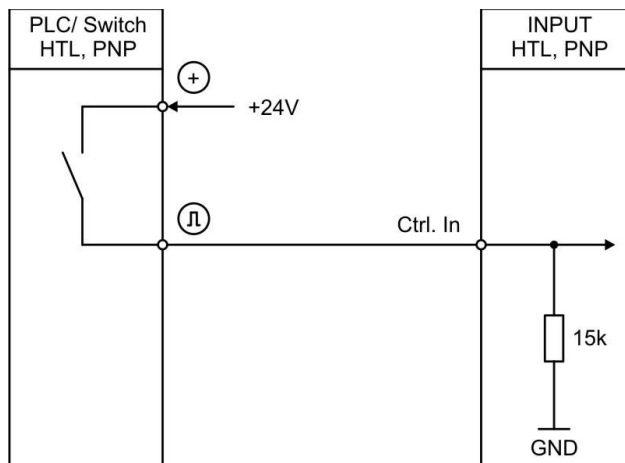 PLC/ Switch
HTL, PNP
INPUT
HTL, PNP
+
+24V
Ctrl. In
15k
GND